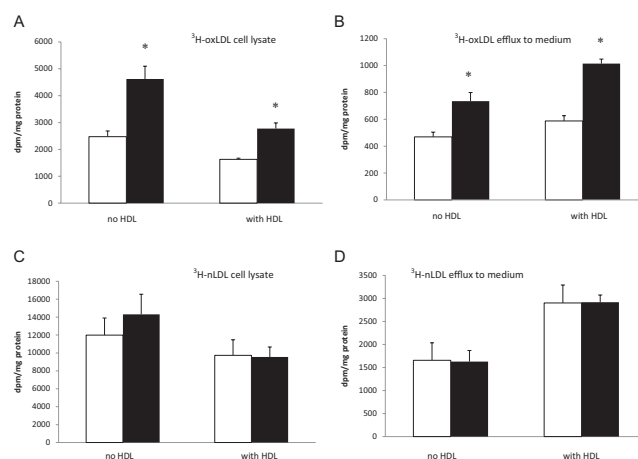 A
³H-oxLDL cell lysate
dpm/mg protein
6000
5000
4000
3000
2000
1000
0
*
*
no HDL
with HDL
B
³H-oxLDL efflux to medium
dpm/mg protein
1200
1000
800
600
400
200
0
*
*
no HDL
with HDL
C
³H-nLDL cell lysate
dpm/mg protein
18000
16000
14000
12000
10000
8000
6000
4000
2000
0
no HDL
with HDL
D
³H-nLDL efflux to medium
dpm/mg protein
3500
3000
2500
2000
1500
1000
500
0
no HDL
with HDL